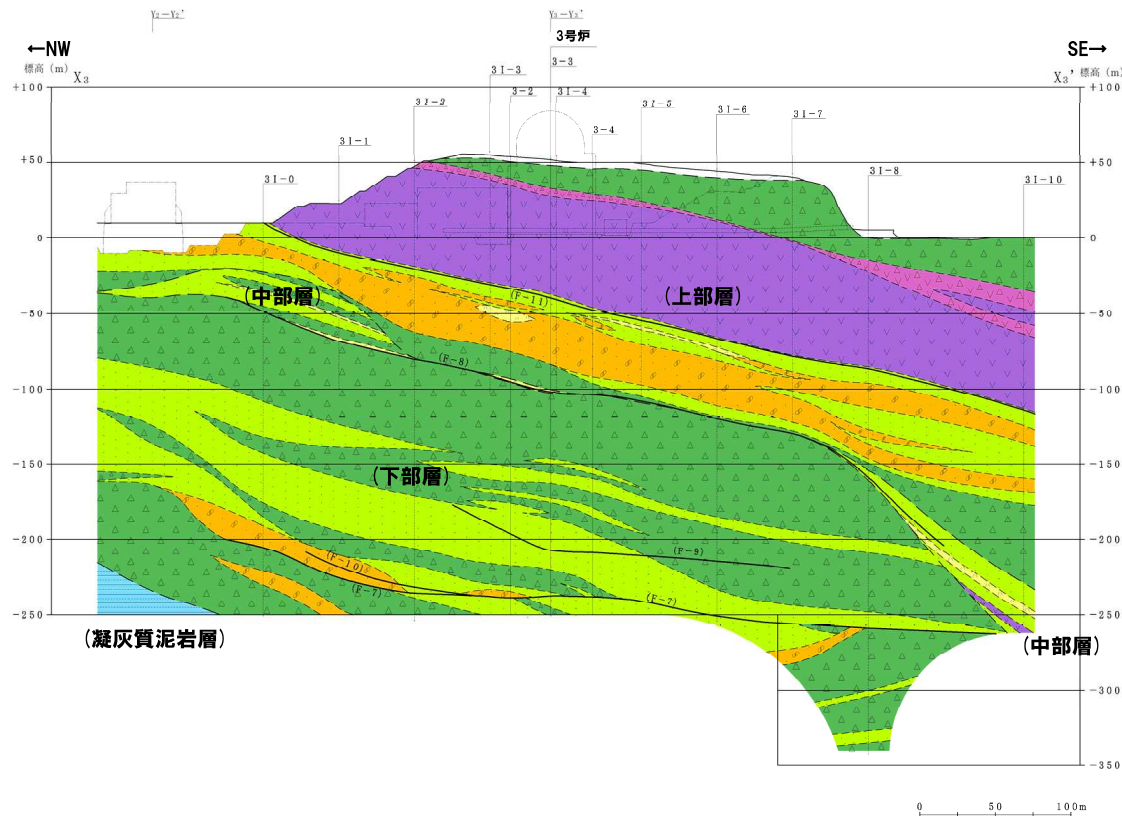 Y₂−Y₂'
Y₃−Y₃'
3号炉
←NW
SE→
標高 (m)
X₃
X₃'
標高 (m)
3−3
3I−3
3−2
3I−4
3I−2
3I−5
3I−6
3I−7
3−4
3I−1
3I−0
3I−8
3I−10
+100
+100
+50
+50
0
0
−50
−50
−100
−100
−150
−150
−200
−200
−250
−250
−300
−350
(中部層)
(F−11)
(上部層)
(F−8)
(下部層)
(F−9)
(F−10)
(F−7)
(F−7)
(凝灰質泥岩層)
(中部層)
0 50 100m